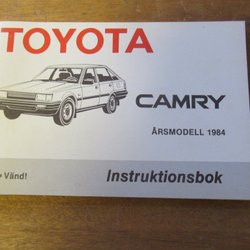 TOYOTA
CAMRY
ÅRSMODELL 1984
Vänd!
Instruktionsbok